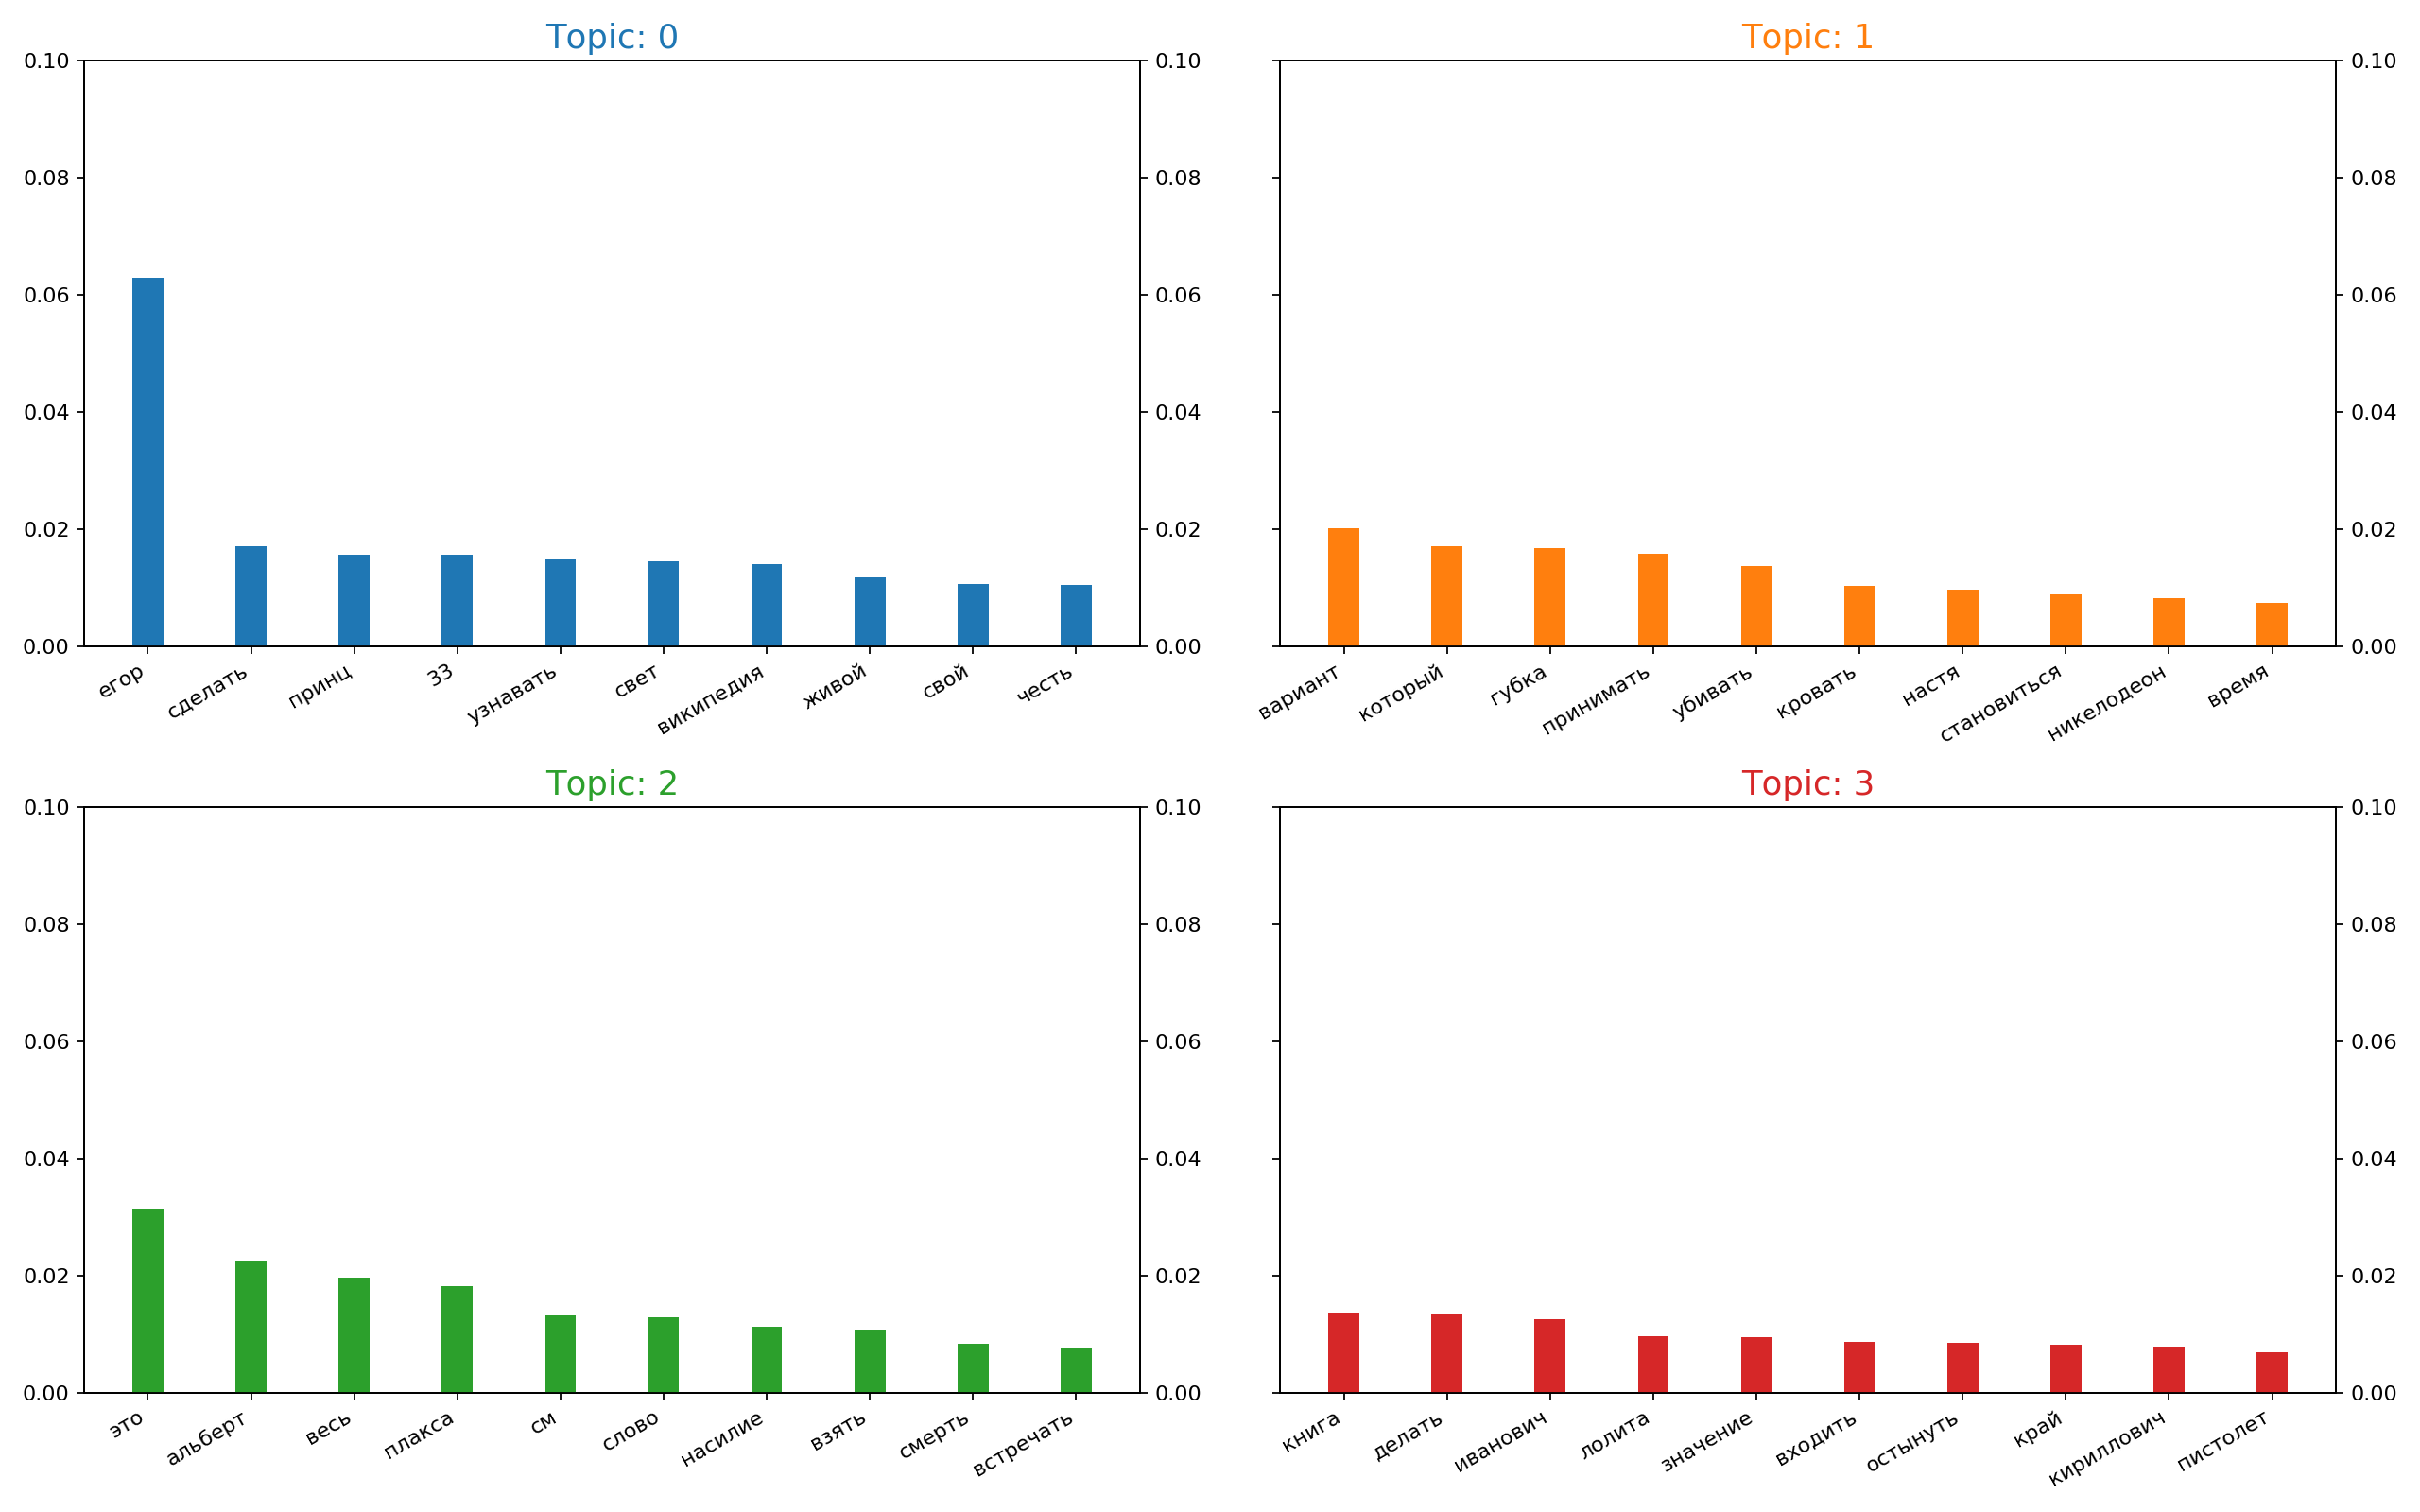 Topic: 0
0.10
0.08
0.06
0.04
0.02
0.00
0.10
0.08
0.06
0.04
0.02
0.00
егор
сделать
принц
33
узнавать
свет
википедия
живой
свой
честь
Topic: 1
0.10
0.08
0.06
0.04
0.02
0.00
вариант
который
губка
принимать
убивать
кровать
настя
становиться
никелодеон
время
Topic: 2
0.10
0.08
0.06
0.04
0.02
0.00
0.10
0.08
0.06
0.04
0.02
0.00
это
альберт
весь
плакса
см
слово
насилие
взять
смерть
встречать
Topic: 3
0.10
0.08
0.06
0.04
0.02
0.00
книга
делать
иванович
лолита
значение
входить
остынуть
край
кириллович
пистолет